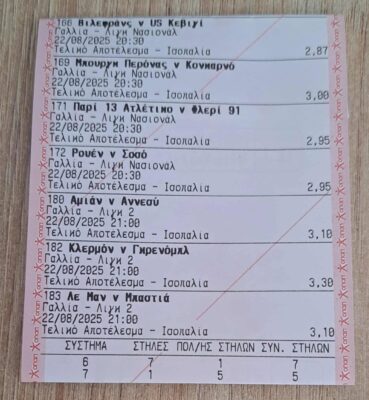 166 Βιλεφράνς v US Κεβιγί
Γαλλία - Λιγκ Νασιονάλ
22/08/2025 20:30
Τελικό Αποτέλεσμα - Ισοπαλία 2,87
169 Μπουργκ Περόνας v Κονκαρνό
Γαλλία - Λιγκ Νασιονάλ
22/08/2025 20:30
Τελικό Αποτέλεσμα - Ισοπαλία 3,00
171 Παρί 13 Ατλέτικο v Φλερί 91
Γαλλία - Λιγκ Νασιονάλ
22/08/2025 20:30
Τελικό Αποτέλεσμα - Ισοπαλία 2,95
172 Ρουέν v Σοσό
Γαλλία - Λιγκ Νασιονάλ
22/08/2025 20:30
Τελικό Αποτέλεσμα - Ισοπαλία 2,95
180 Αμιάν v Αννεσύ
Γαλλία - Λιγκ 2
22/08/2025 21:00
Τελικό Αποτέλεσμα - Ισοπαλία 3,10
182 Κλερμόν v Γκρενόμπλ
Γαλλία - Λιγκ 2
22/08/2025 21:00
Τελικό Αποτέλεσμα - Ισοπαλία 3,30
183 Λε Μαν v Μπαστιά
Γαλλία - Λιγκ 2
22/08/2025 21:00
Τελικό Αποτέλεσμα - Ισοπαλία 3,10
ΣΥΣΤΗΜΑ ΣΤΗΛΕΣ ΠΟΛ/ΗΣ ΣΤΗΛΩΝ ΣΥΝ. ΣΤΗΛΩΝ
6 7 1 7
7 1 5 5